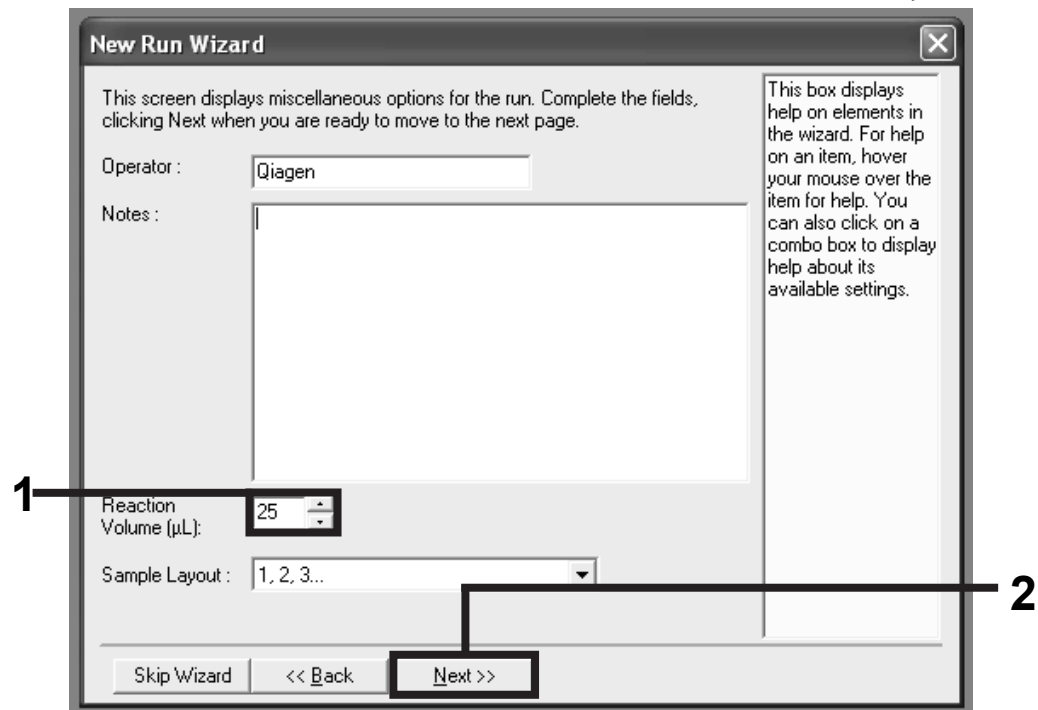 New Run Wizard
This screen displays miscellaneous options for the run. Complete the fields,
clicking Next when you are ready to move to the next page.
Operator :
Qiagen
Notes :
Reaction
Volume (µL):
25
Sample Layout :
1, 2, 3...
This box displays
help on elements in
the wizard. For help
on an item, hover
your mouse over the
item for help. You
can also click on a
combo box to display
help about its
available settings.
1
2
Skip Wizard
<< Back
Next >>